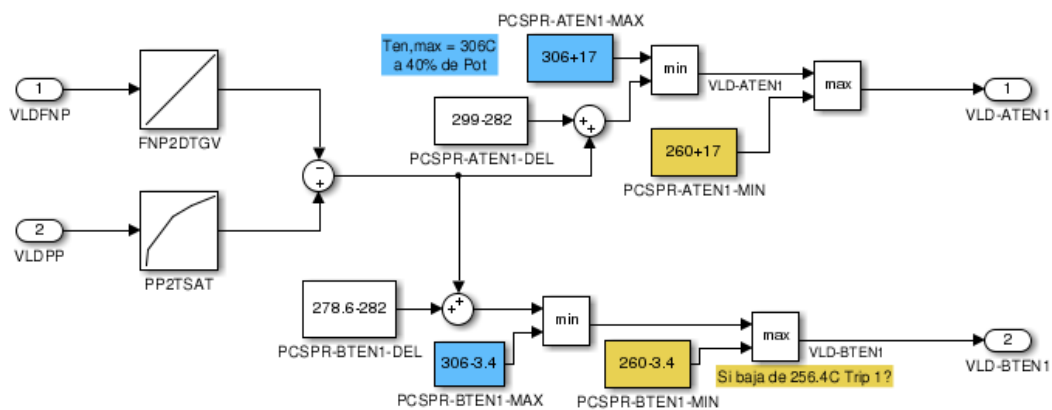 PCSPR-ATEN1-MAX
Ten,max = 306C
a 40% de Pot
306+17
min
VLD-ATEN1
max
1
VLDFNP
FNP2DTGV
299-282
PCSPR-ATEN1-DEL
+
+
260+17
PCSPR-ATEN1-MIN
1
VLD-ATEN1
−
+
2
VLDPP
PP2TSAT
278.6-282
PCSPR-BTEN1-DEL
+
+
min
306-3.4
PCSPR-BTEN1-MAX
260-3.4
PCSPR-BTEN1-MIN
max
VLD-BTEN1
Si baja de 256.4C Trip 1?
2
VLD-BTEN1